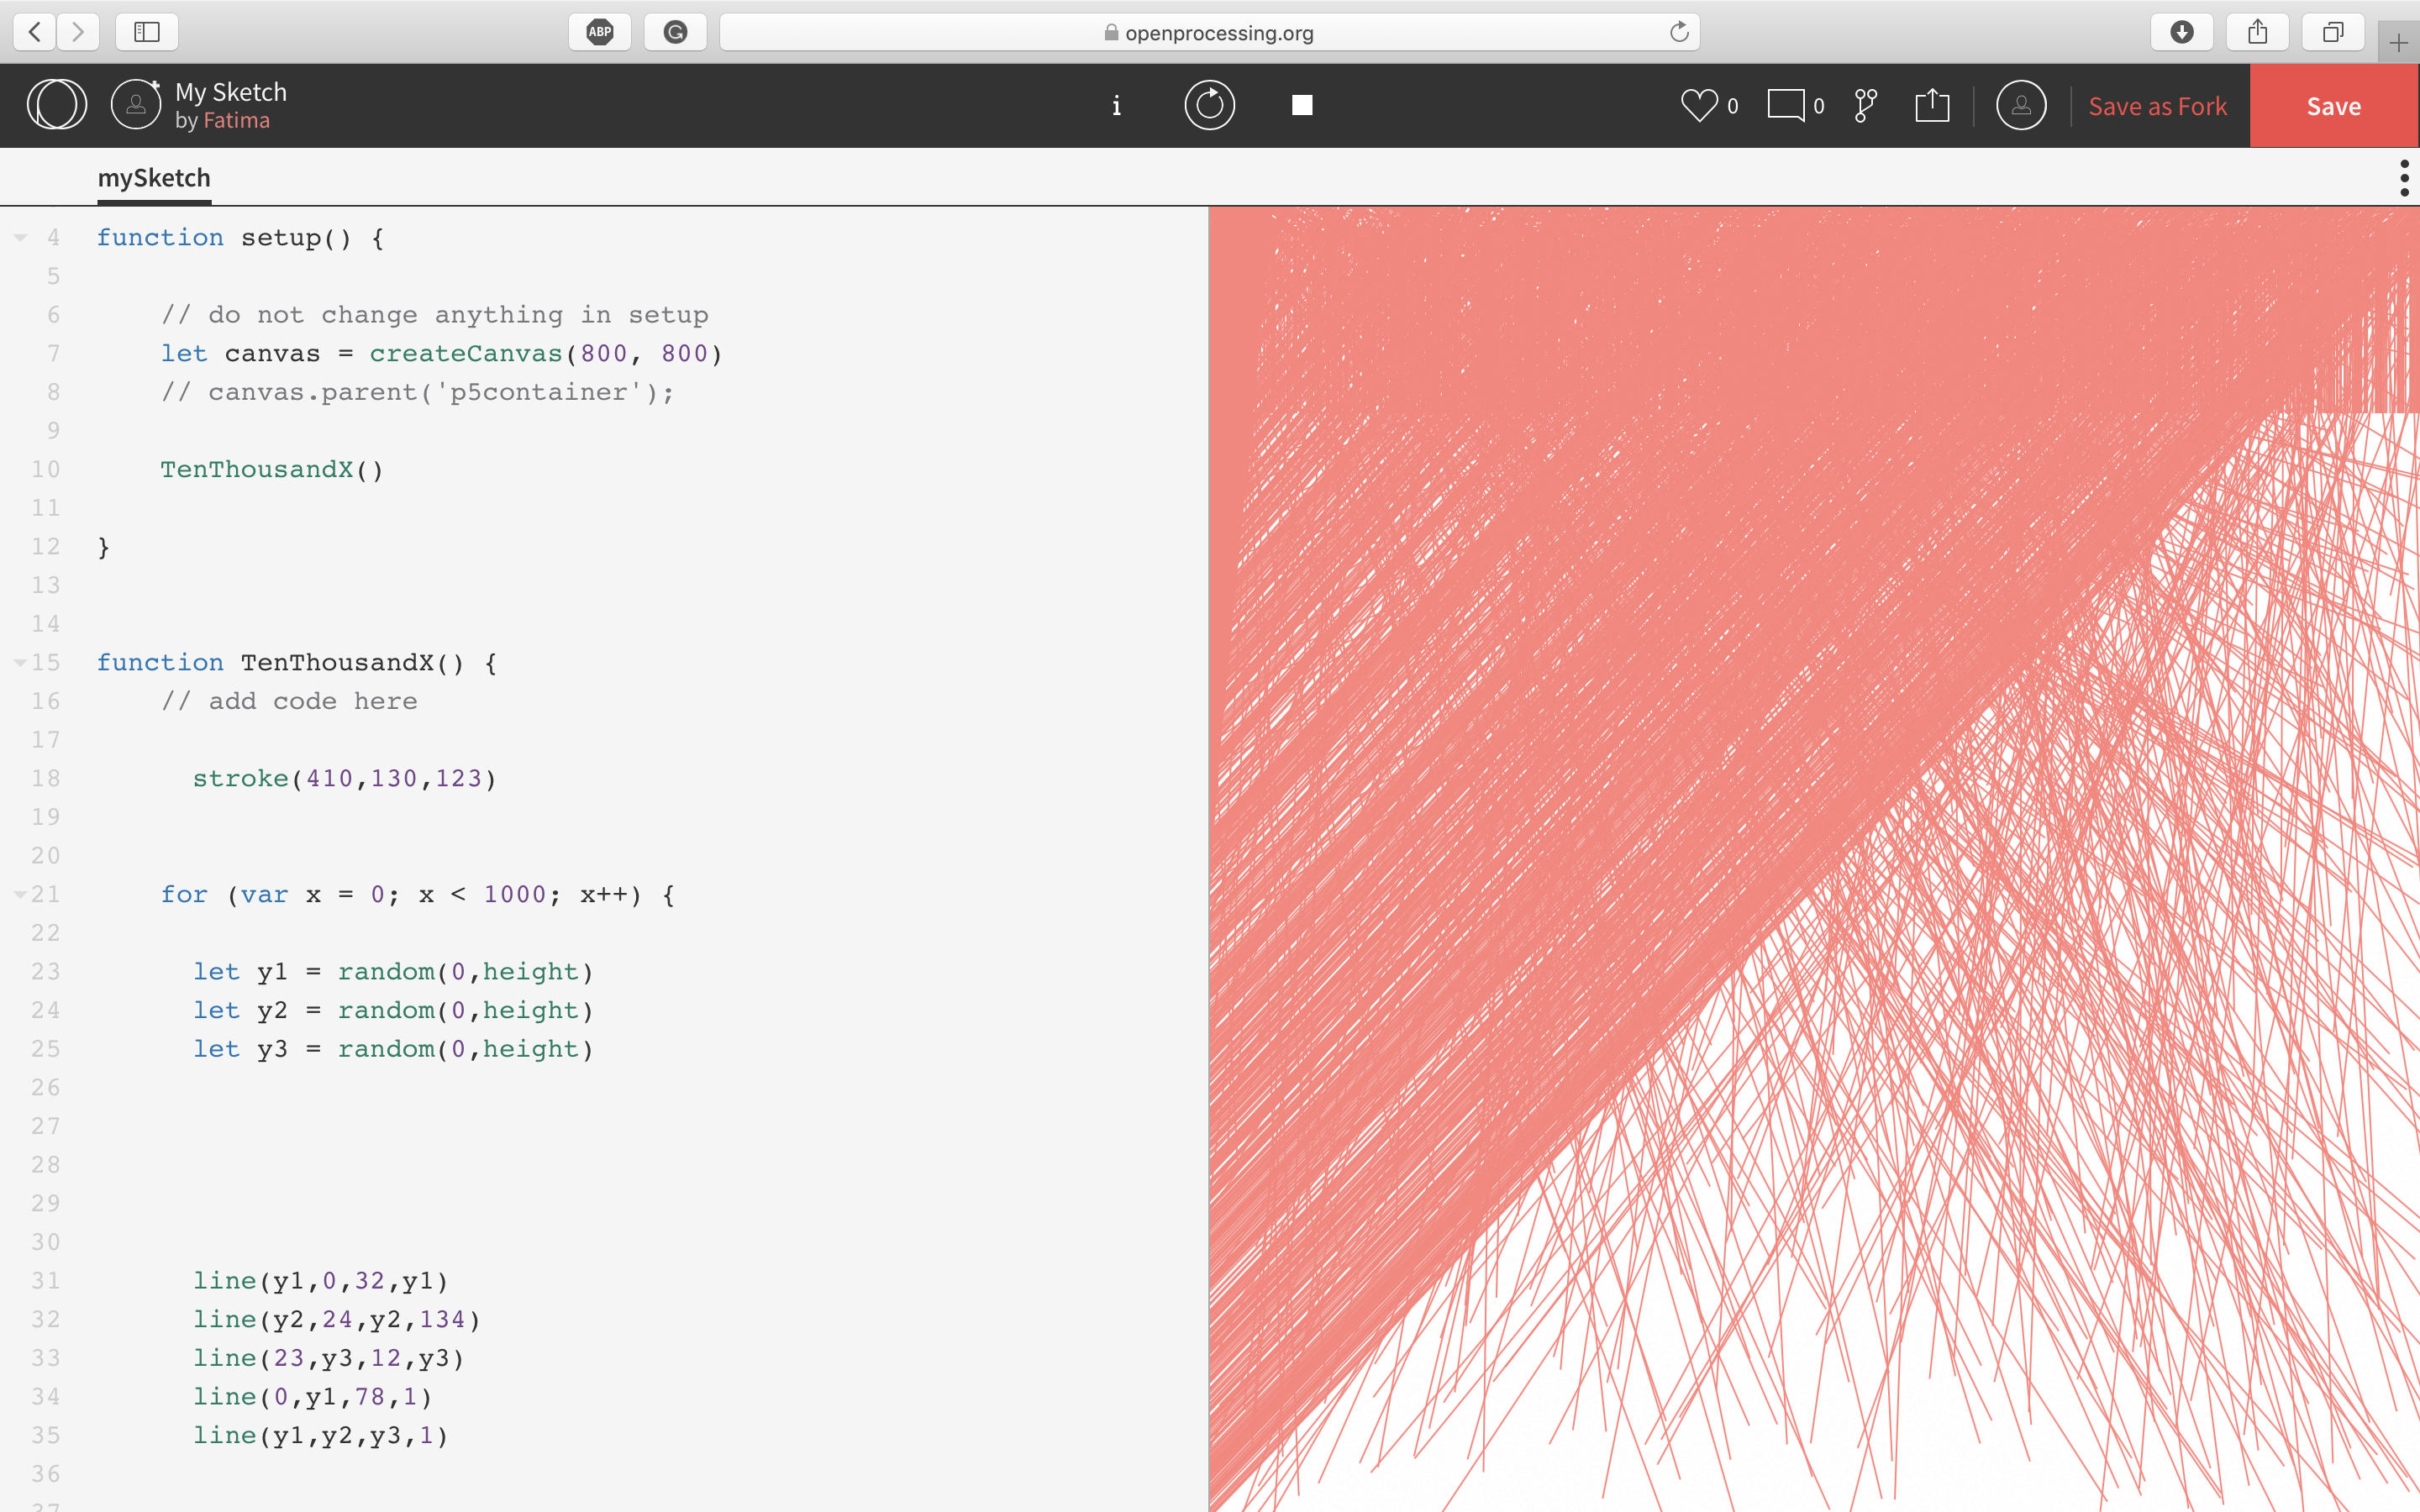 ABP
openprocessing.org
My Sketch
by Fatima
i
0
0
Save as Fork
Save
mySketch
4 function setup() {
5
6 // do not change anything in setup
7 let canvas = createCanvas(800, 800)
8 // canvas.parent('p5container');
9
10 TenThousandX()
11
12 }
13
14
15 function TenThousandX() {
16 // add code here
17
18 stroke(410,130,123)
19
20
21 for (var x = 0; x < 1000; x++) {
22
23 let y1 = random(0,height)
24 let y2 = random(0,height)
25 let y3 = random(0,height)
26
27
28
29
30
31 line(y1,0,32,y1)
32 line(y2,24,y2,134)
33 line(23,y3,12,y3)
34 line(0,y1,78,1)
35 line(y1,y2,y3,1)
36
37